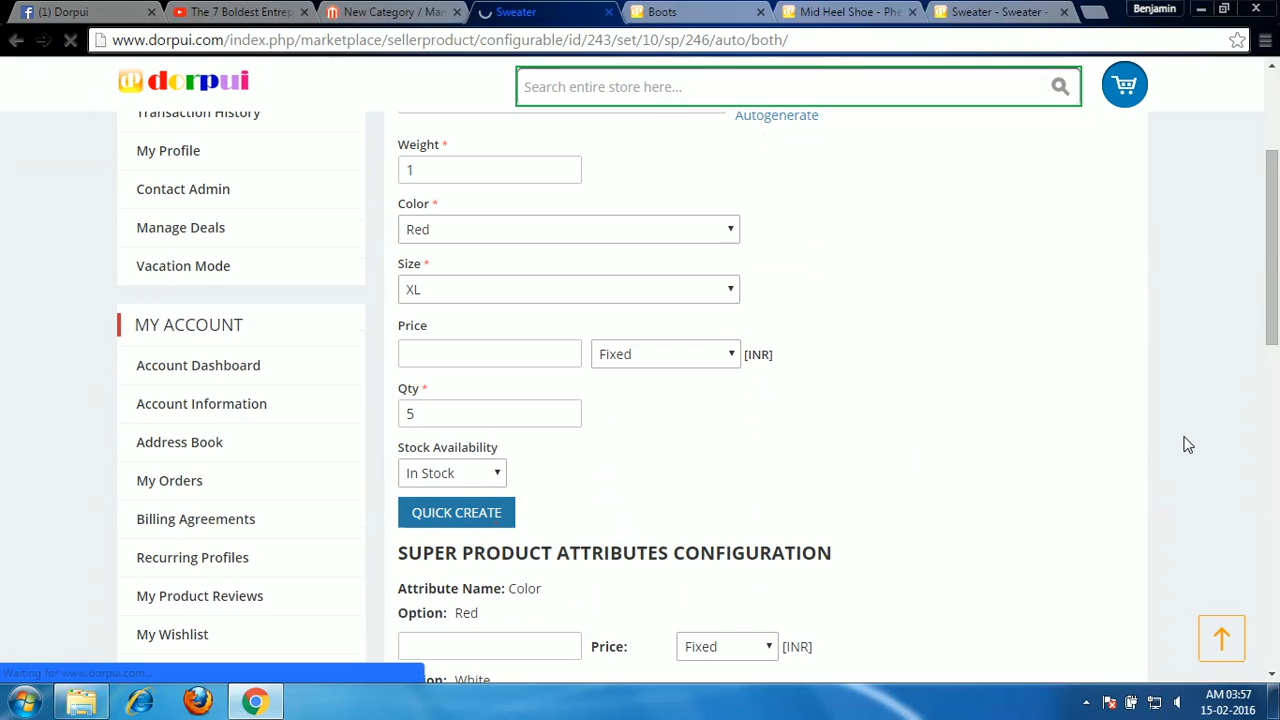 (1) Dorpui
The 7 Boldest Entrep
New Category / Man
Sweater
Boots
Mid Heel Shoe - Phe
Sweater - Sweater -
Benjamin
www.dorpui.com/index.php/marketplace/sellerproduct/configurable/id/243/set/10/sp/246/auto/both/
dorpui
Search entire store here...
Transaction History
My Profile
Contact Admin
Manage Deals
Vacation Mode
MY ACCOUNT
Account Dashboard
Account Information
Address Book
My Orders
Billing Agreements
Recurring Profiles
My Product Reviews
My Wishlist
Autogenerate
Weight *
1
Color *
Red
Size *
XL
Price
Fixed [INR]
Qty *
5
Stock Availability
In Stock
QUICK CREATE
SUPER PRODUCT ATTRIBUTES CONFIGURATION
Attribute Name: Color
Option: Red
Price: Fixed [INR]
White
Waiting for www.dorpui.com...
AM 03:57
15-02-2016